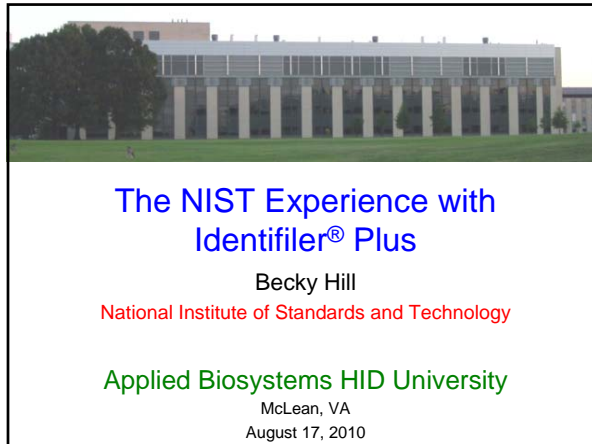 The NIST Experience with
Identifiler® Plus
Becky Hill
National Institute of Standards and Technology
Applied Biosystems HID University
McLean, VA
August 17, 2010